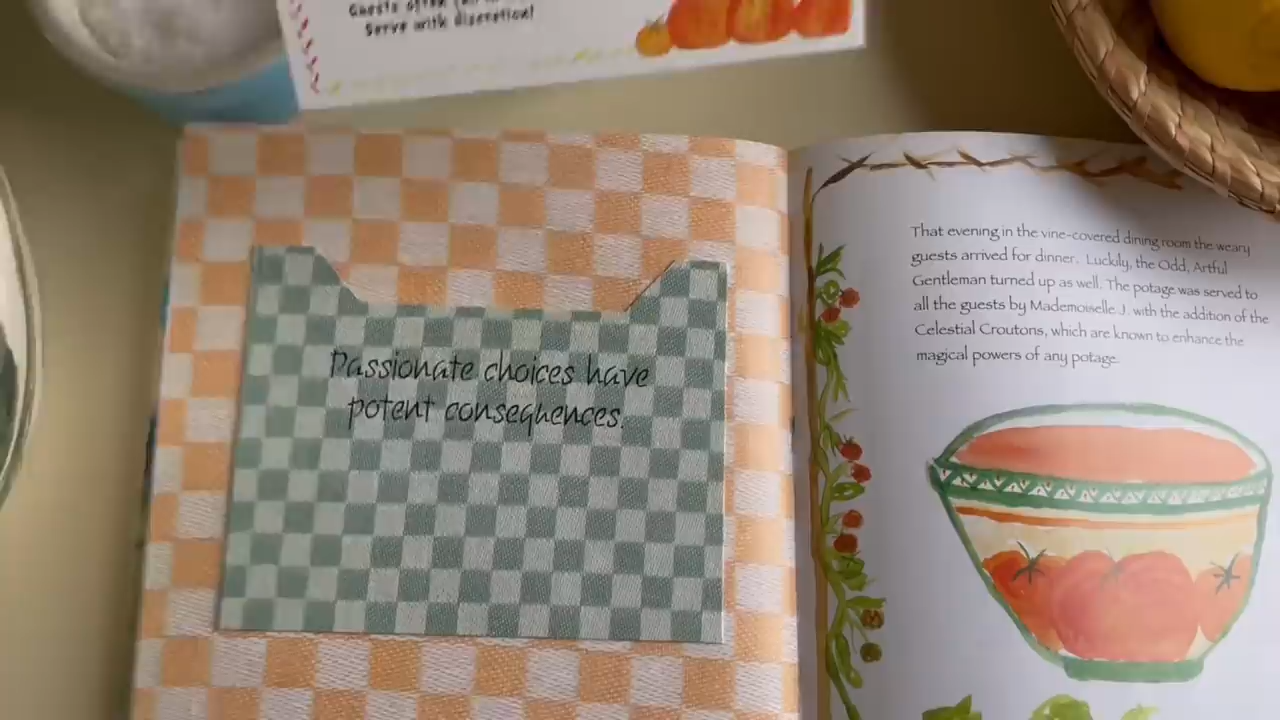 Guests often
Serve with discretion!
Passionate choices have
potent consequences.
That evening in the vine-covered dining room the weary
guests arrived for dinner. Luckily, the Odd, Artful
Gentleman turned up as well. The potage was served to
all the guests by Mademoiselle J. with the addition of the
Celestial Croutons, which are known to enhance the
magical powers of any potage.